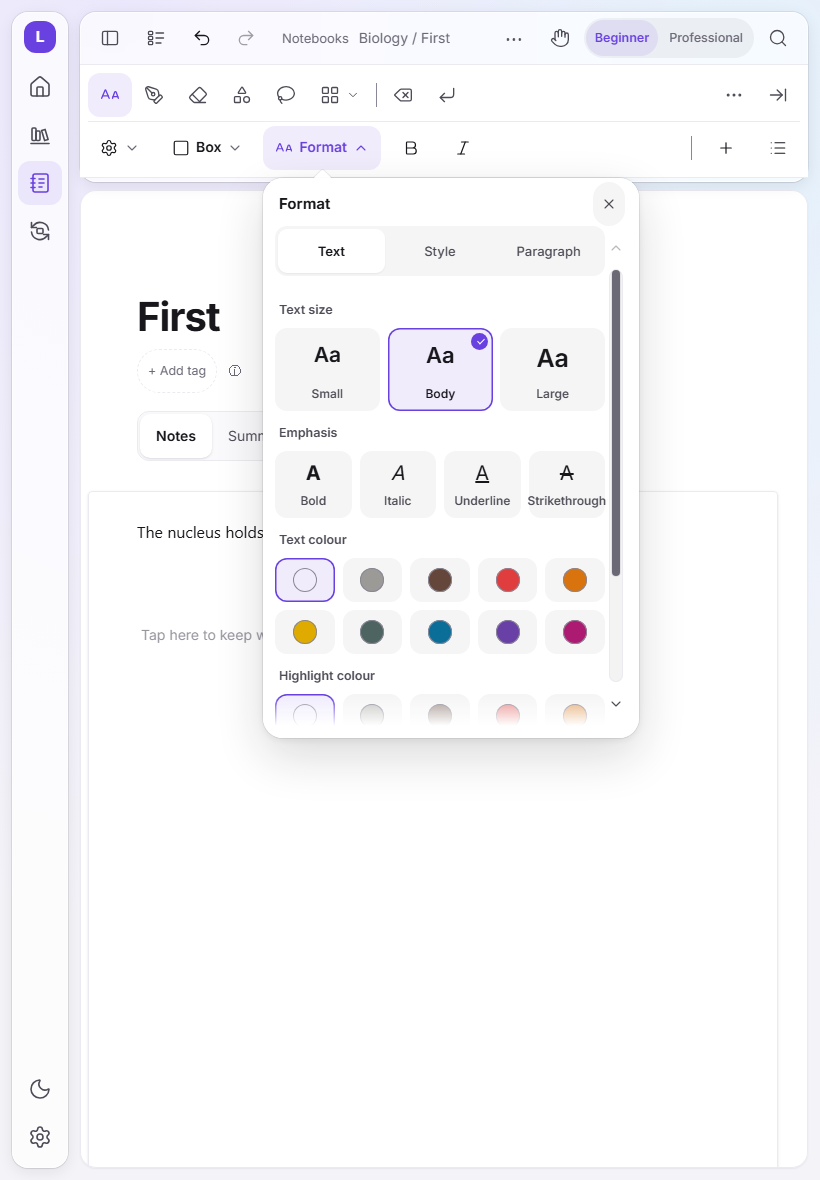 L
Notebooks Biology / First
Beginner Professional
AA
Box
AA Format
B I
Format
Text Style Paragraph
Text size
Aa Aa Aa
Small Body Large
Emphasis
A A A A
Bold Italic Underline Strikethrough
Text colour
Highlight colour
First
+ Add tag
Notes Summ
The nucleus holds
Tap here to keep w